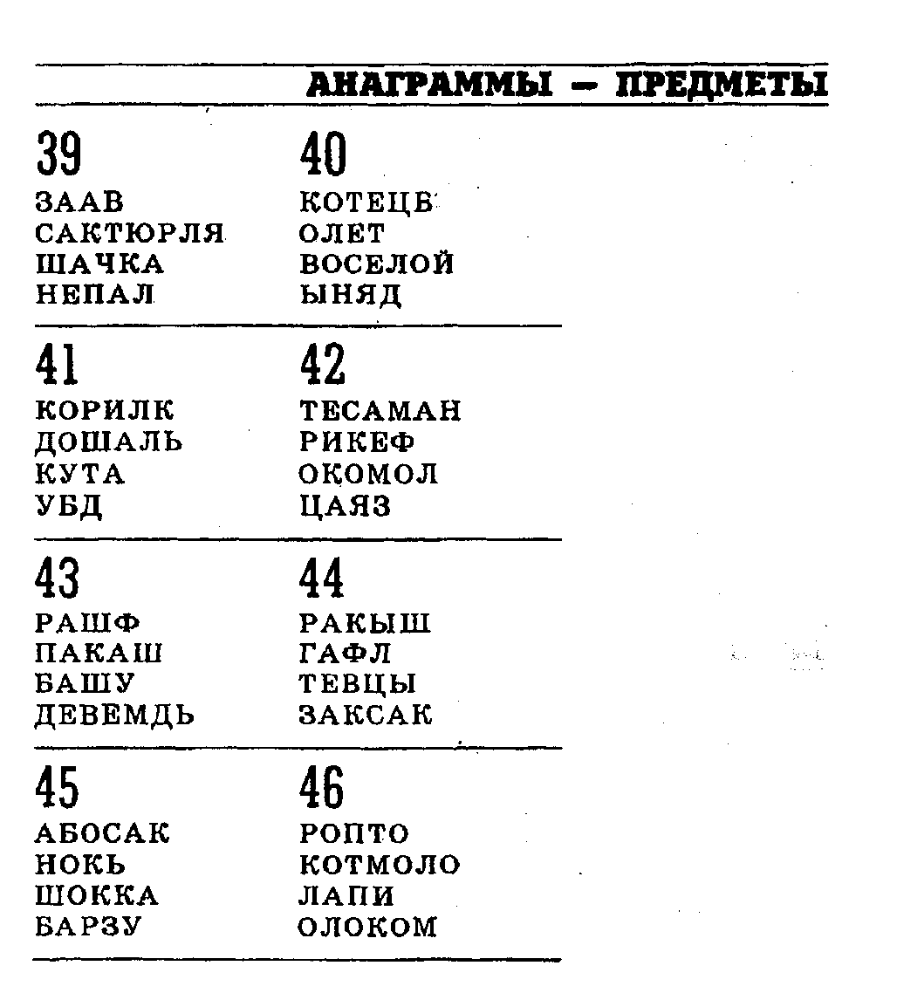 АНАГРАММЫ – ПРЕДМЕТЫ
39
ЗААВ
САКТЮРЛЯ
ШАЧКА
НЕПАЛ
40
КОТЕЦВ
ОЛЕТ
ВОСЕЛОЙ
ЫНЯД
41
КОРИЛК
ДОШАЛЬ
КУТА
УБД
42
ТЕСАМАН
РИКЕФ
ОКОМОЛ
ЦАЯЗ
43
РАШФ
ПАКАШ
БАШУ
ДЕВЕМДЬ
44
РАКЫШ
ГАФЛ
ТЕВЦЫ
ЗАКСАК
45
АБОСАК
НОКЬ
ШОККА
БАРЗУ
46
РОПТО
КОТМОЛО
ЛАПИ
ОЛОКОМ